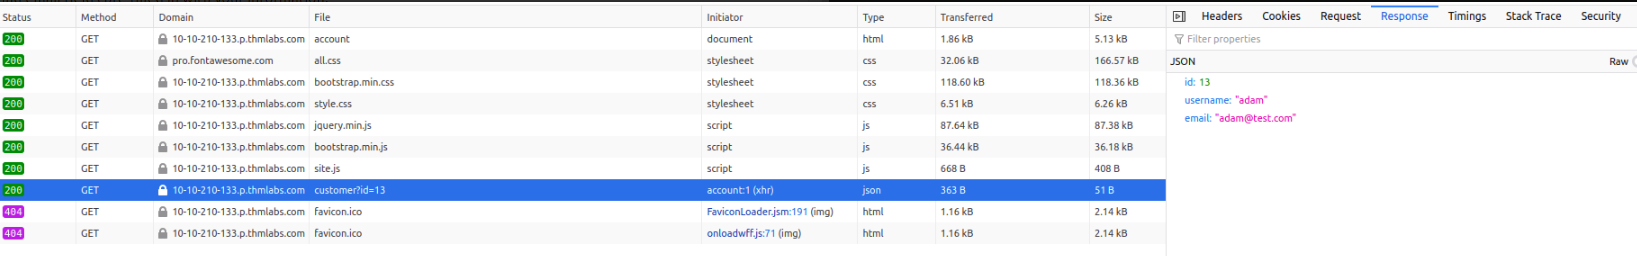 Status Method Domain File Initiator Type Transferred Size Headers Cookies Request Response Timings Stack Trace Security
200 GET 10-10-210-133.p.thmlabs.com account document html 1.86 kB 5.13 kB Filter properties
200 GET pro.fontawesome.com all.css stylesheet css 32.06 kB 166.57 kB JSON Raw
200 GET 10-10-210-133.p.thmlabs.com bootstrap.min.css stylesheet css 118.60 kB 118.36 kB id: 13
200 GET 10-10-210-133.p.thmlabs.com style.css stylesheet css 6.51 kB 6.26 kB username: "adam"
200 GET 10-10-210-133.p.thmlabs.com jquery.min.js script js 87.64 kB 87.38 kB email: "adam@test.com"
200 GET 10-10-210-133.p.thmlabs.com bootstrap.min.js script js 36.44 kB 36.18 kB
200 GET 10-10-210-133.p.thmlabs.com site.js script js 668 B 408 B
200 GET 10-10-210-133.p.thmlabs.com customer?id=13 account:1 (xhr) json 363 B 51 B
404 GET 10-10-210-133.p.thmlabs.com favicon.ico FaviconLoader.jsm:191 (img) html 1.16 kB 2.14 kB
404 GET 10-10-210-133.p.thmlabs.com favicon.ico onloadwff.js:71 (img) html 1.16 kB 2.14 kB